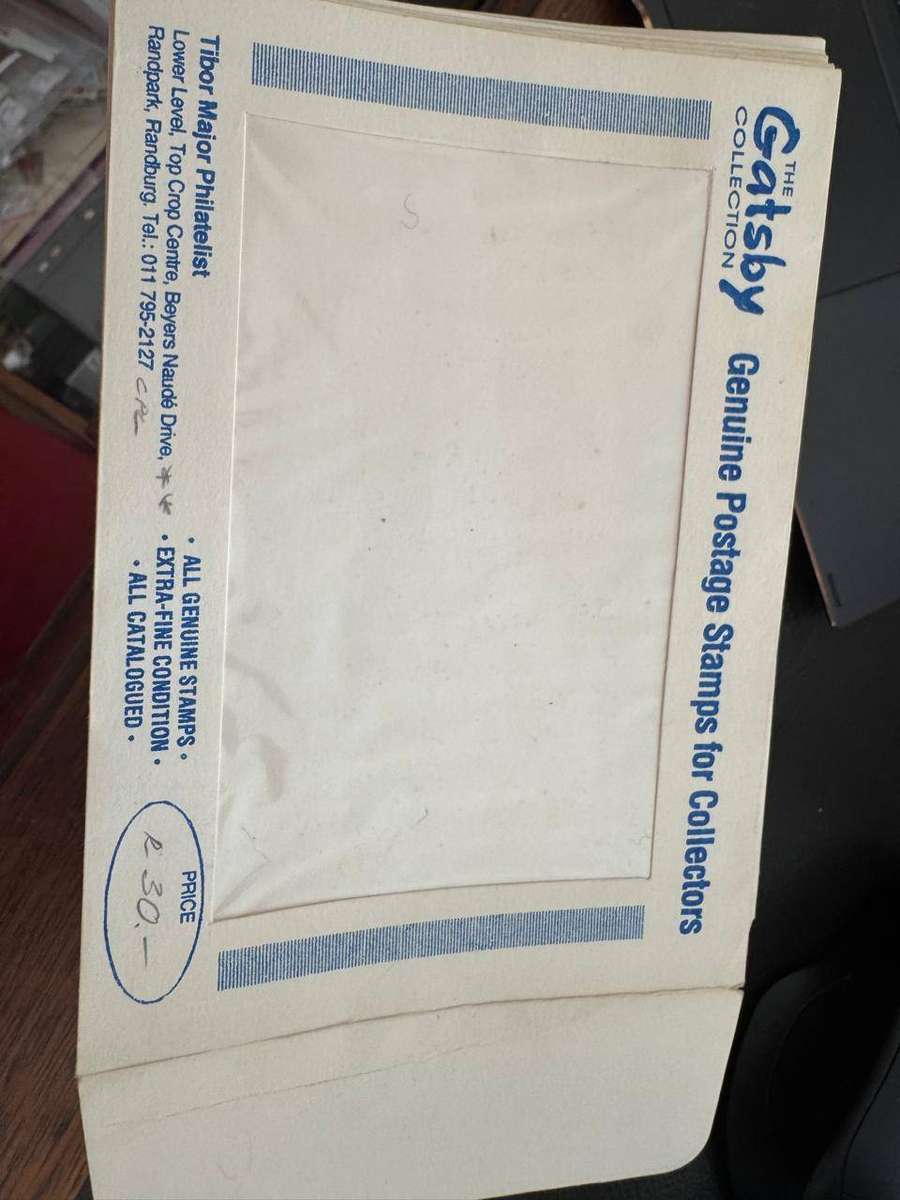 THE
Gatsby
COLLECTION
Genuine Postage Stamps for Collectors
Tibor Major Philatelist
Lower Level, Top Crop Centre, Beyers Naudé Drive,
Randpark, Randburg. Tel.: 011 795-2127
• ALL GENUINE STAMPS •
• EXTRA-FINE CONDITION •
• ALL CATALOGUED •
PRICE
R 30.—